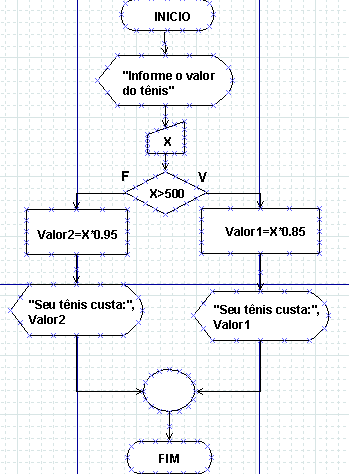 INICIO
"Informe o valor
do tênis"
X
F
V
X>500
Valor2=X*0.95
Valor1=X*0.85
"Seu tênis custa:",
Valor2
"Seu tênis custa:",
Valor1
FIM